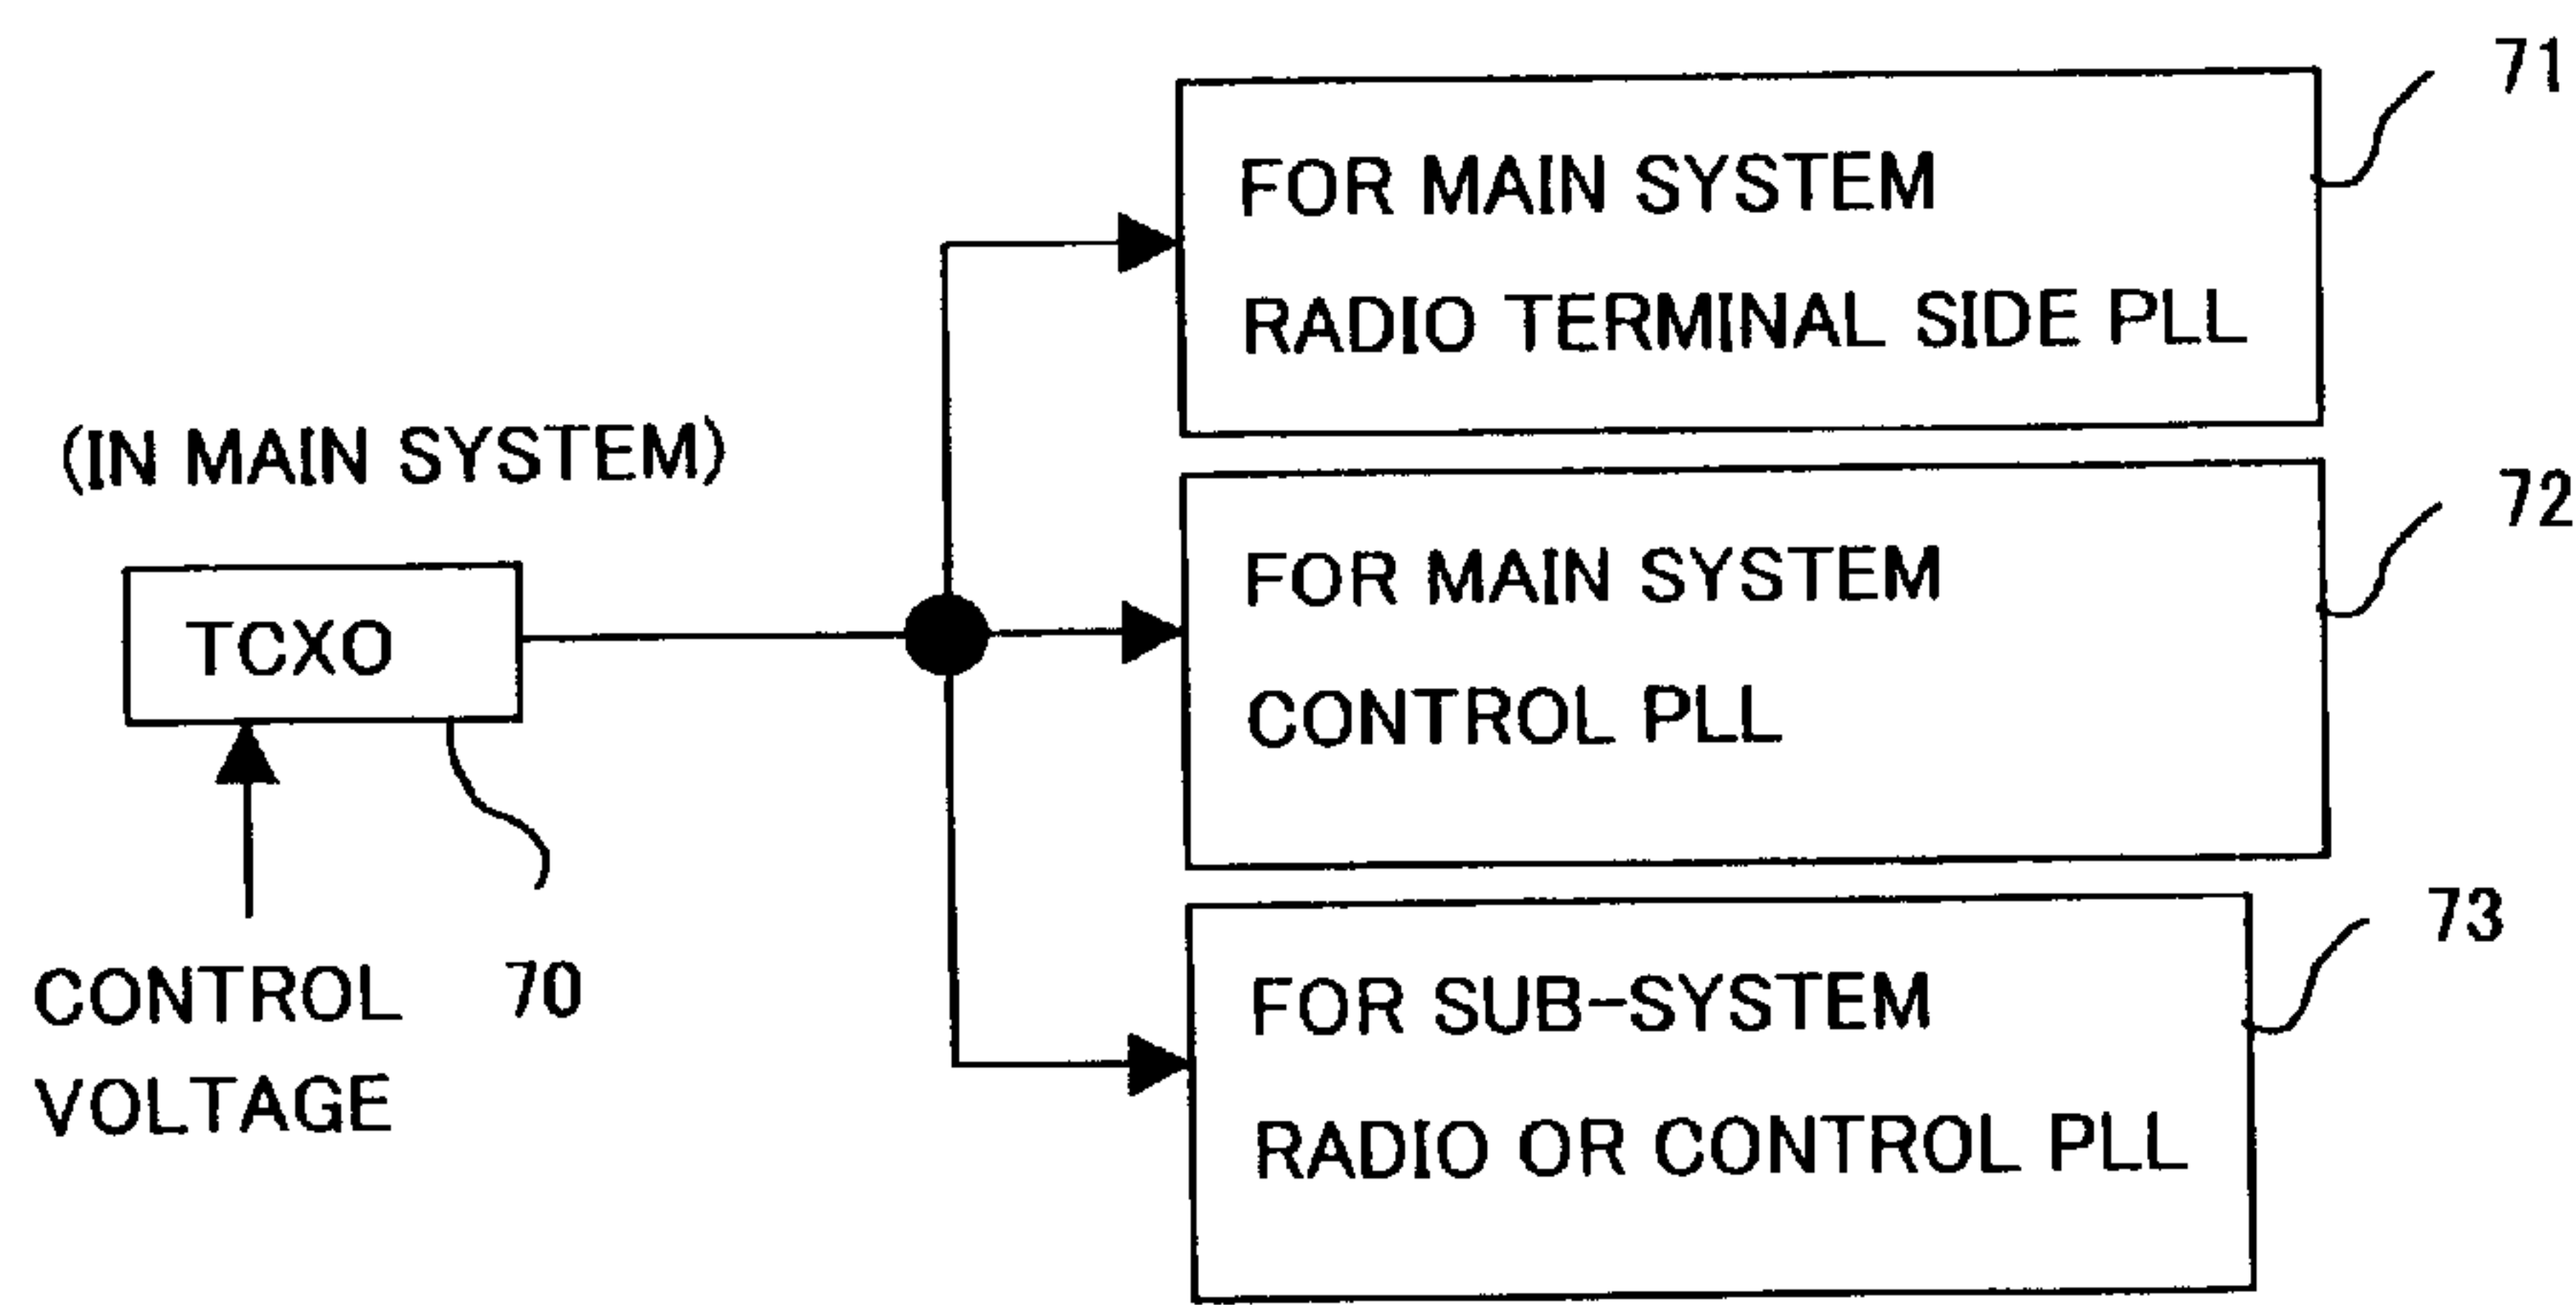 71
FOR MAIN SYSTEM
RADIO TERMINAL SIDE PLL
(IN MAIN SYSTEM)
72
FOR MAIN SYSTEM
CONTROL PLL
TCXO
73
CONTROL
VOLTAGE
70
FOR SUB-SYSTEM
RADIO OR CONTROL PLL